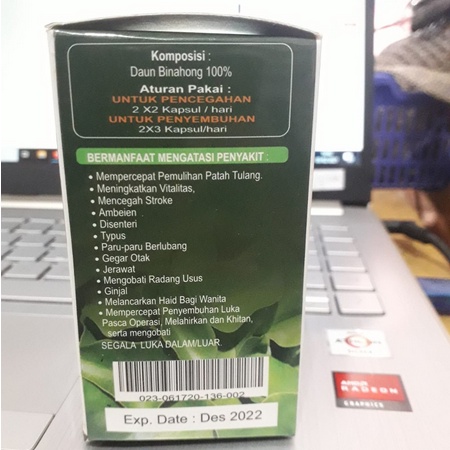 Komposisi :
Daun Binahong 100%
Aturan Pakai :
UNTUK PENCEGAHAN
2 X2 Kapsul / hari
UNTUK PENYEMBUHAN
2X3 Kapsul/hari
BERMANFAAT MENGATASI PENYAKIT :
• Mempercepat Pemulihan Patah Tulang.
• Meningkatkan Vitalitas,
Mencegah Stroke
• Ambeien
• Disenteri
• Typus
• Paru-paru Berlubang
• Gegar Otak
• Jerawat
• Mengobati Radang Usus
• Ginjal
• Melancarkan Haid Bagi Wanita
• Mempercepat Penyembuhan Luka
Pasca Operasi, Melahirkan dan Khitan,
serta mengobati
SEGALA LUKA DALAM/LUAR.
023-061720-136-002
Exp. Date : Des 2022
AMD
RADEON
GRAPHICS